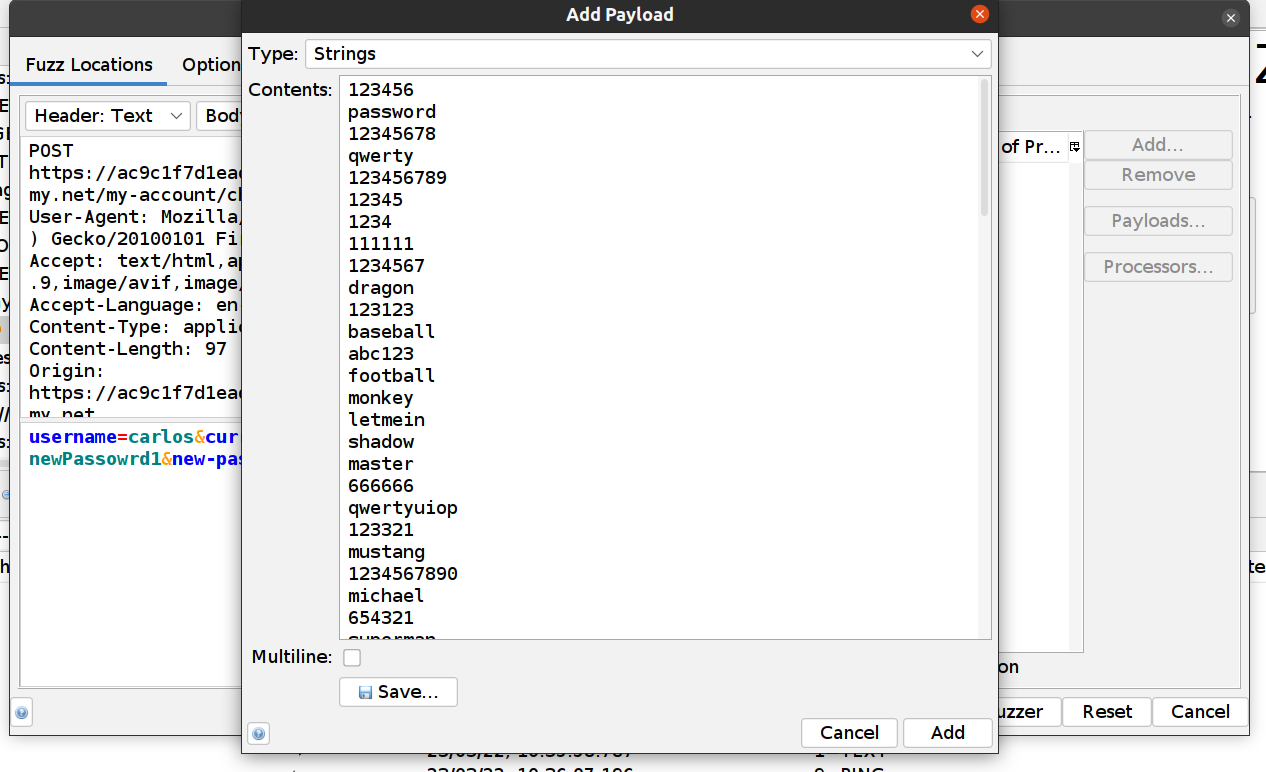 Add Payload
Type: Strings
Fuzz Locations
Option
Contents:
123456
password
12345678
qwerty
123456789
12345
1234
111111
1234567
dragon
123123
baseball
abc123
football
monkey
letmein
shadow
master
666666
qwertyuiop
123321
mustang
1234567890
michael
654321
superman
Header: Text
Body
POST
https://ac9c1f7d1ead
my.net/my-account/c
User-Agent: Mozilla/
) Gecko/20100101 Fi
Accept: text/html,ap
.9,image/avif,image/
Accept-Language: en
Content-Type: applic
Content-Length: 97
Origin:
https://ac9c1f7d1ead
my.net
username=carlos&cur
newPassowrd1&new-pas
of Pr...
Add...
Remove
Payloads...
Processors...
Multiline:
Save...
on
Cancel
Add
uzzer
Reset
Cancel